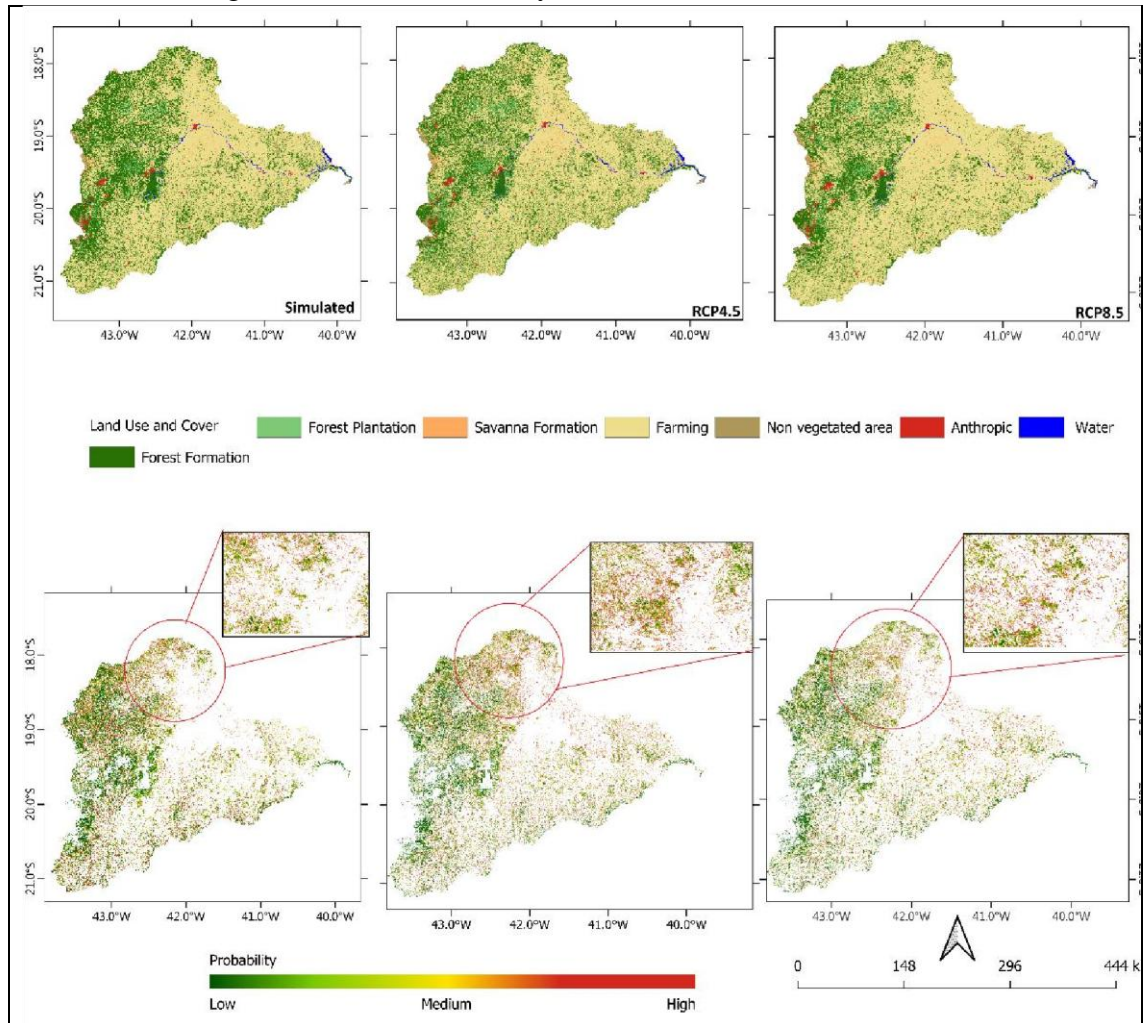 18.0°S
19.0°S
20.0°S
21.0°S
Simulated
RCP4.5
RCP8.5
43.0°W 42.0°W 41.0°W 40.0°W
43.0°W 42.0°W 41.0°W 40.0°W
43.0°W 42.0°W 41.0°W 40.0°W
Land Use and Cover Forest Plantation Savanna Formation Farming Non vegetated area Anthropic Water
Forest Formation
18.0°S
19.0°S
20.0°S
21.0°S
43.0°W 42.0°W 41.0°W 40.0°W
43.0°W 42.0°W 41.0°W 40.0°W
43.0°W 42.0°W 41.0°W 40.0°W
Probability
Low Medium High
0 148 296 444 k